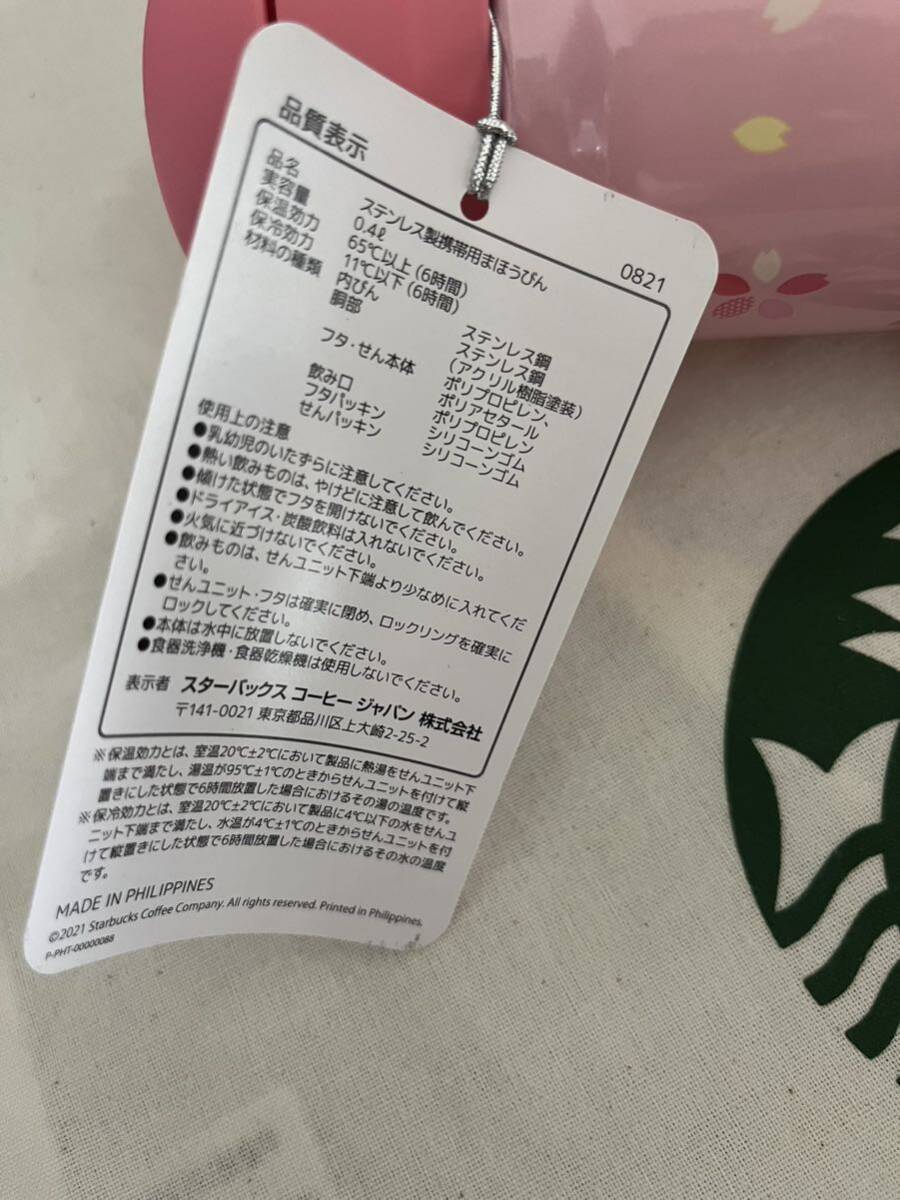 品質表示
0821
品名 ステンレス製携帯用まほうびん
実容量 0.4ℓ
保温効力 65℃以上(6時間)
保冷効力 11℃以下(6時間)
材料の種類 内びん ステンレス鋼
胴部 ステンレス鋼
(アクリル樹脂塗装)
フタ・せん本体 ポリプロピレン、
ポリアセタール
飲み口 ポリプロピレン
フタパッキン シリコーンゴム
せんパッキン シリコーンゴム
使用上の注意
●乳幼児のいたずらに注意してください。
●熱い飲みものは、やけどに注意して飲んでください。
●傾けた状態でフタを開けないでください。
●ドライアイス・炭酸飲料は入れないでください。
●火気に近づけないでください。
●飲みものは、せんユニット下端より少なめに入れてくだ
さい。
●せんユニット・フタは確実に閉め、ロックリングを確実に
ロックしてください。
●本体は水中に放置しないでください。
●食器洗浄機・食器乾燥機は使用しないでください。
表示者 スターバックス コーヒー ジャパン 株式会社
〒141-0021 東京都品川区上大崎2-25-2
※保温効力とは、室温20℃±2℃において製品に熱湯をせんユニット下
端まで満たし、湯温が95℃±1℃のときからせんユニットを付けて縦
置きにした状態で6時間放置した場合におけるその湯の温度です。
※保冷効力とは、室温20℃±2℃において製品に4℃以下の水をせんユ
ニット下端まで満たし、水温が4℃±1℃のときからせんユニットを付
けて縦置きにした状態で6時間放置した場合におけるその水の温度
です。
MADE IN PHILIPPINES
©2021 Starbucks Coffee Company. All rights reserved. Printed in Philippines.
P-PHT-00000088